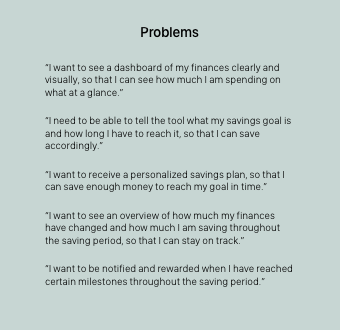 Problems
“I want to see a dashboard of my finances clearly and
visually, so that I can see how much I am spending on
what at a glance.”
“I need to be able to tell the tool what my savings goal is
and how long I have to reach it, so that I can save
accordingly.”
“I want to receive a personalized savings plan, so that I
can save enough money to reach my goal in time.”
“I want to see an overview of how much my finances
have changed and how much I am saving throughout
the saving period, so that I can stay on track.”
“I want to be notified and rewarded when I have reached
certain milestones throughout the saving period.”